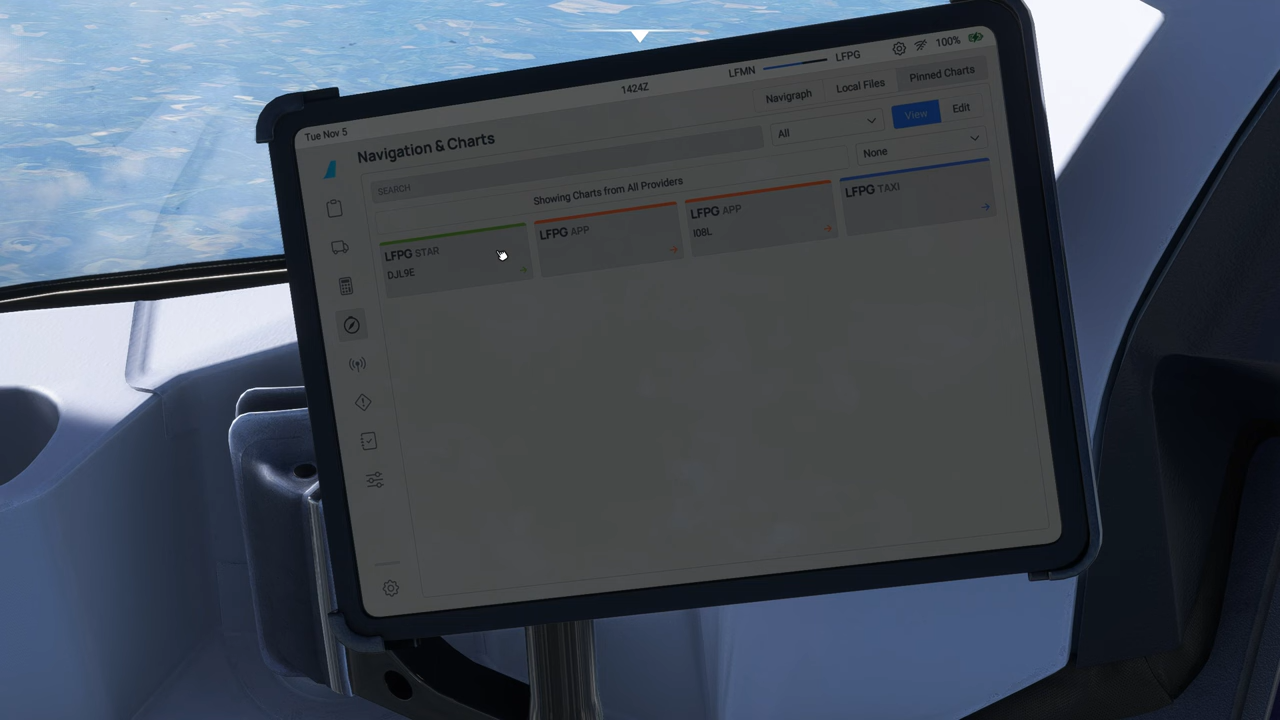 Tue Nov 5
1424Z
LFMN
LFPG
100%
Navigation & Charts
Navigraph
Local Files
Pinned Charts
SEARCH
All
View
Edit
Showing Charts from All Providers
None
LFPG STAR
DJL9E
LFPG APP
LFPG APP
I08L
LFPG TAXI